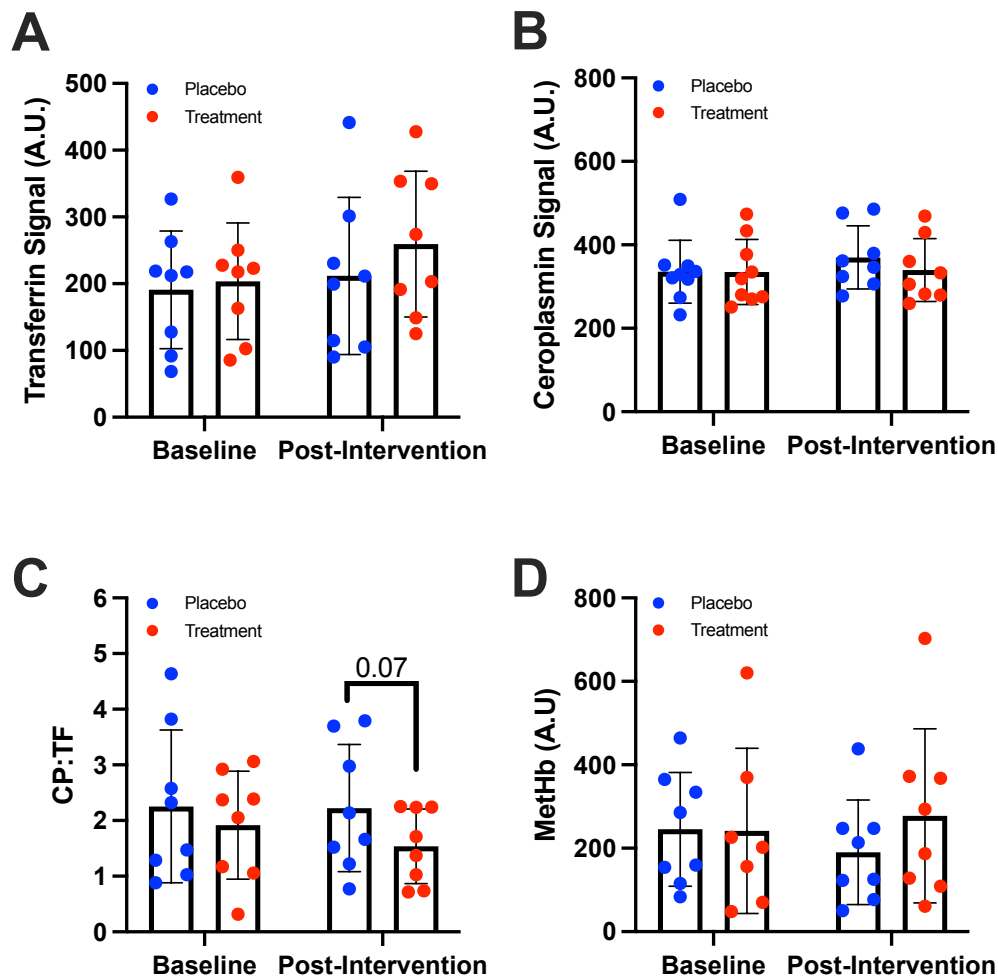 A
Transferrin Signal (A.U.)
500
400
300
200
100
0
Placebo
Treatment
Baseline
Post-Intervention
B
Ceroplasmin Signal (A.U.)
800
600
400
200
0
Placebo
Treatment
Baseline
Post-Intervention
C
CP:TF
6
5
4
3
2
1
0
Placebo
Treatment
0.07
Baseline
Post-Intervention
D
MetHb (A.U)
800
600
400
200
0
Placebo
Treatment
Baseline
Post-Intervention